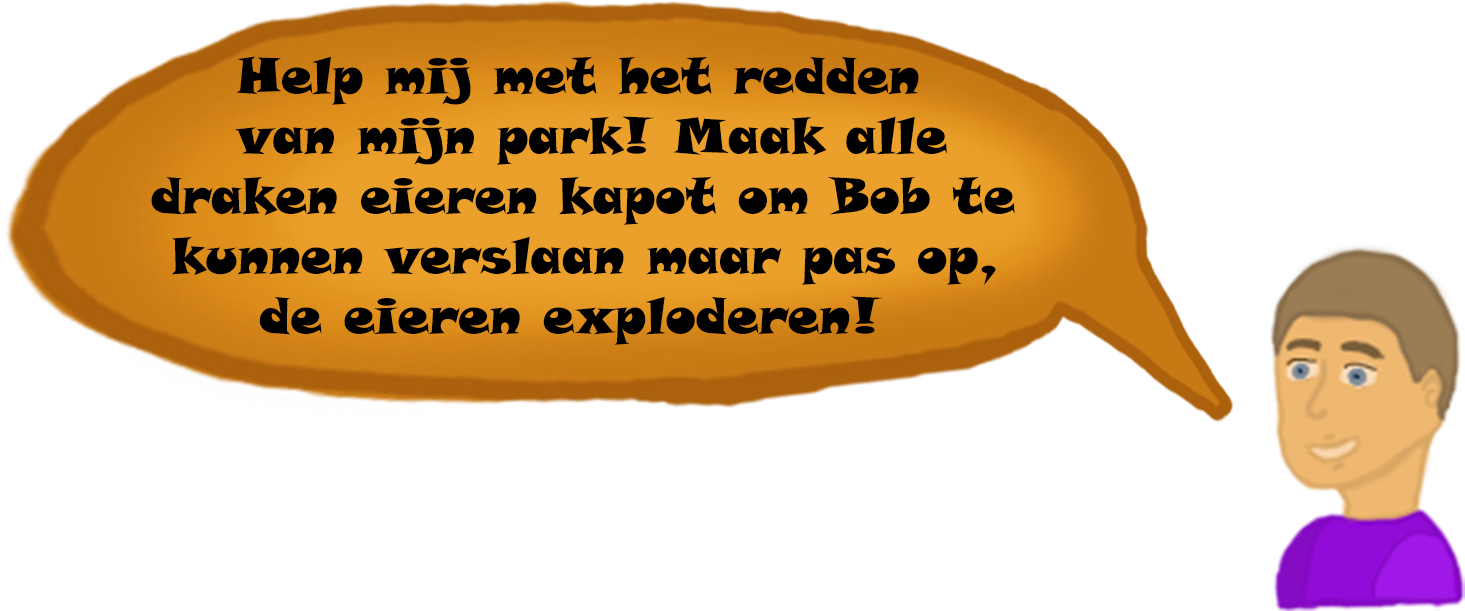 Help mij met het redden
van mijn park! Maak alle
draken eieren kapot om Bob te
kunnen verslaan maar pas op,
de eieren exploderen!